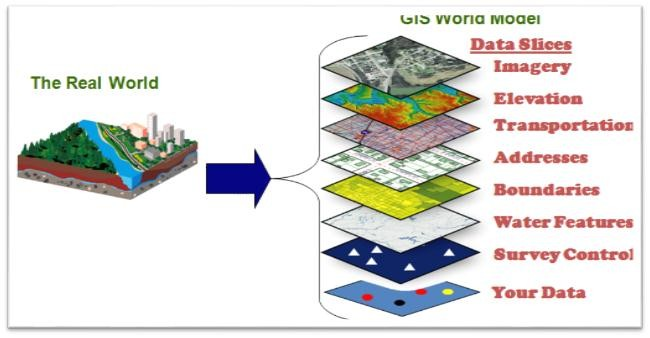 GIS World Model
Data Slices
The Real World
Imagery
Elevation
Transportation
Addresses
Boundaries
Water Features
Survey Control
Your Data